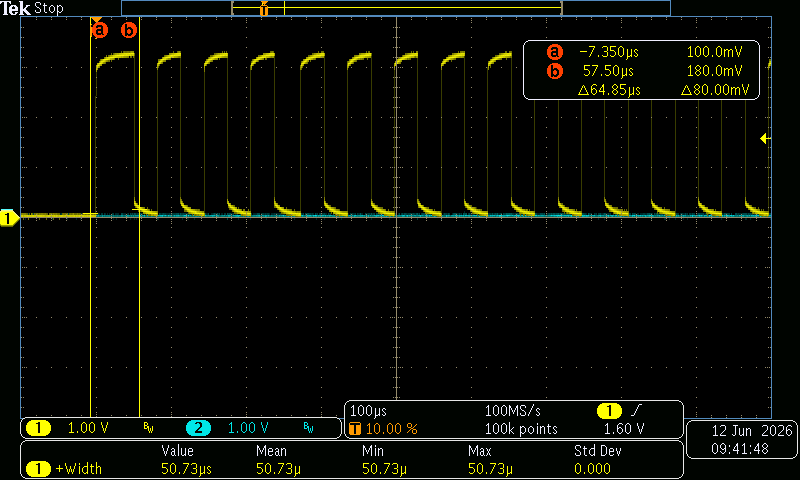 Tek Stop
T
a b
a −7.350µs 100.0mV
b 57.50µs 180.0mV
△64.85µs △80.00mV
1
1 1.00 V BW 2 1.00 V BW
100µs 100MS/s 1
T 10.00 % 100k points 1.60 V
Value Mean Min Max Std Dev
1 +Width 50.73µs 50.73µ 50.73µ 50.73µ 0.000
12 Jun 2026
09:41:48